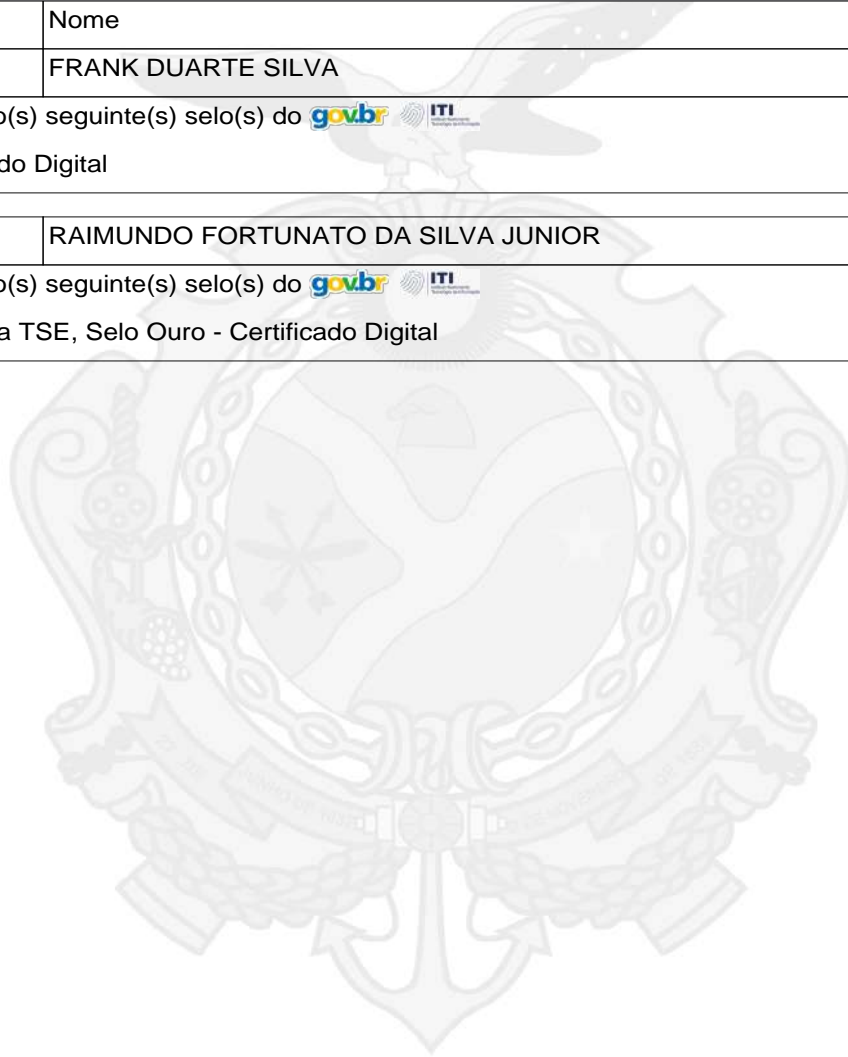 Nome
FRANK DUARTE SILVA
o(s) seguinte(s) selo(s) do gov.br ITI
do Digital
RAIMUNDO FORTUNATO DA SILVA JUNIOR
o(s) seguinte(s) selo(s) do gov.br ITI
a TSE, Selo Ouro - Certificado Digital